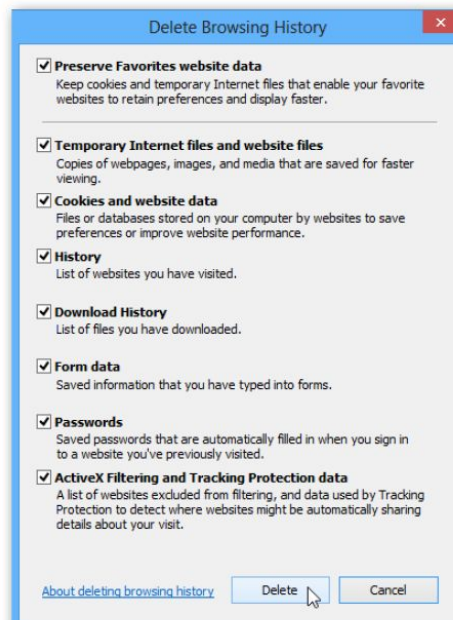 Delete Browsing History
Preserve Favorites website data
Keep cookies and temporary Internet files that enable your favorite
websites to retain preferences and display faster.
Temporary Internet files and website files
Copies of webpages, images, and media that are saved for faster
viewing.
Cookies and website data
Files or databases stored on your computer by websites to save
preferences or improve website performance.
History
List of websites you have visited.
Download History
List of files you have downloaded.
Form data
Saved information that you have typed into forms.
Passwords
Saved passwords that are automatically filled in when you sign in
to a website you've previously visited.
ActiveX Filtering and Tracking Protection data
A list of websites excluded from filtering, and data used by Tracking
Protection to detect where websites might be automatically sharing
details about your visit.
About deleting browsing history Delete Cancel